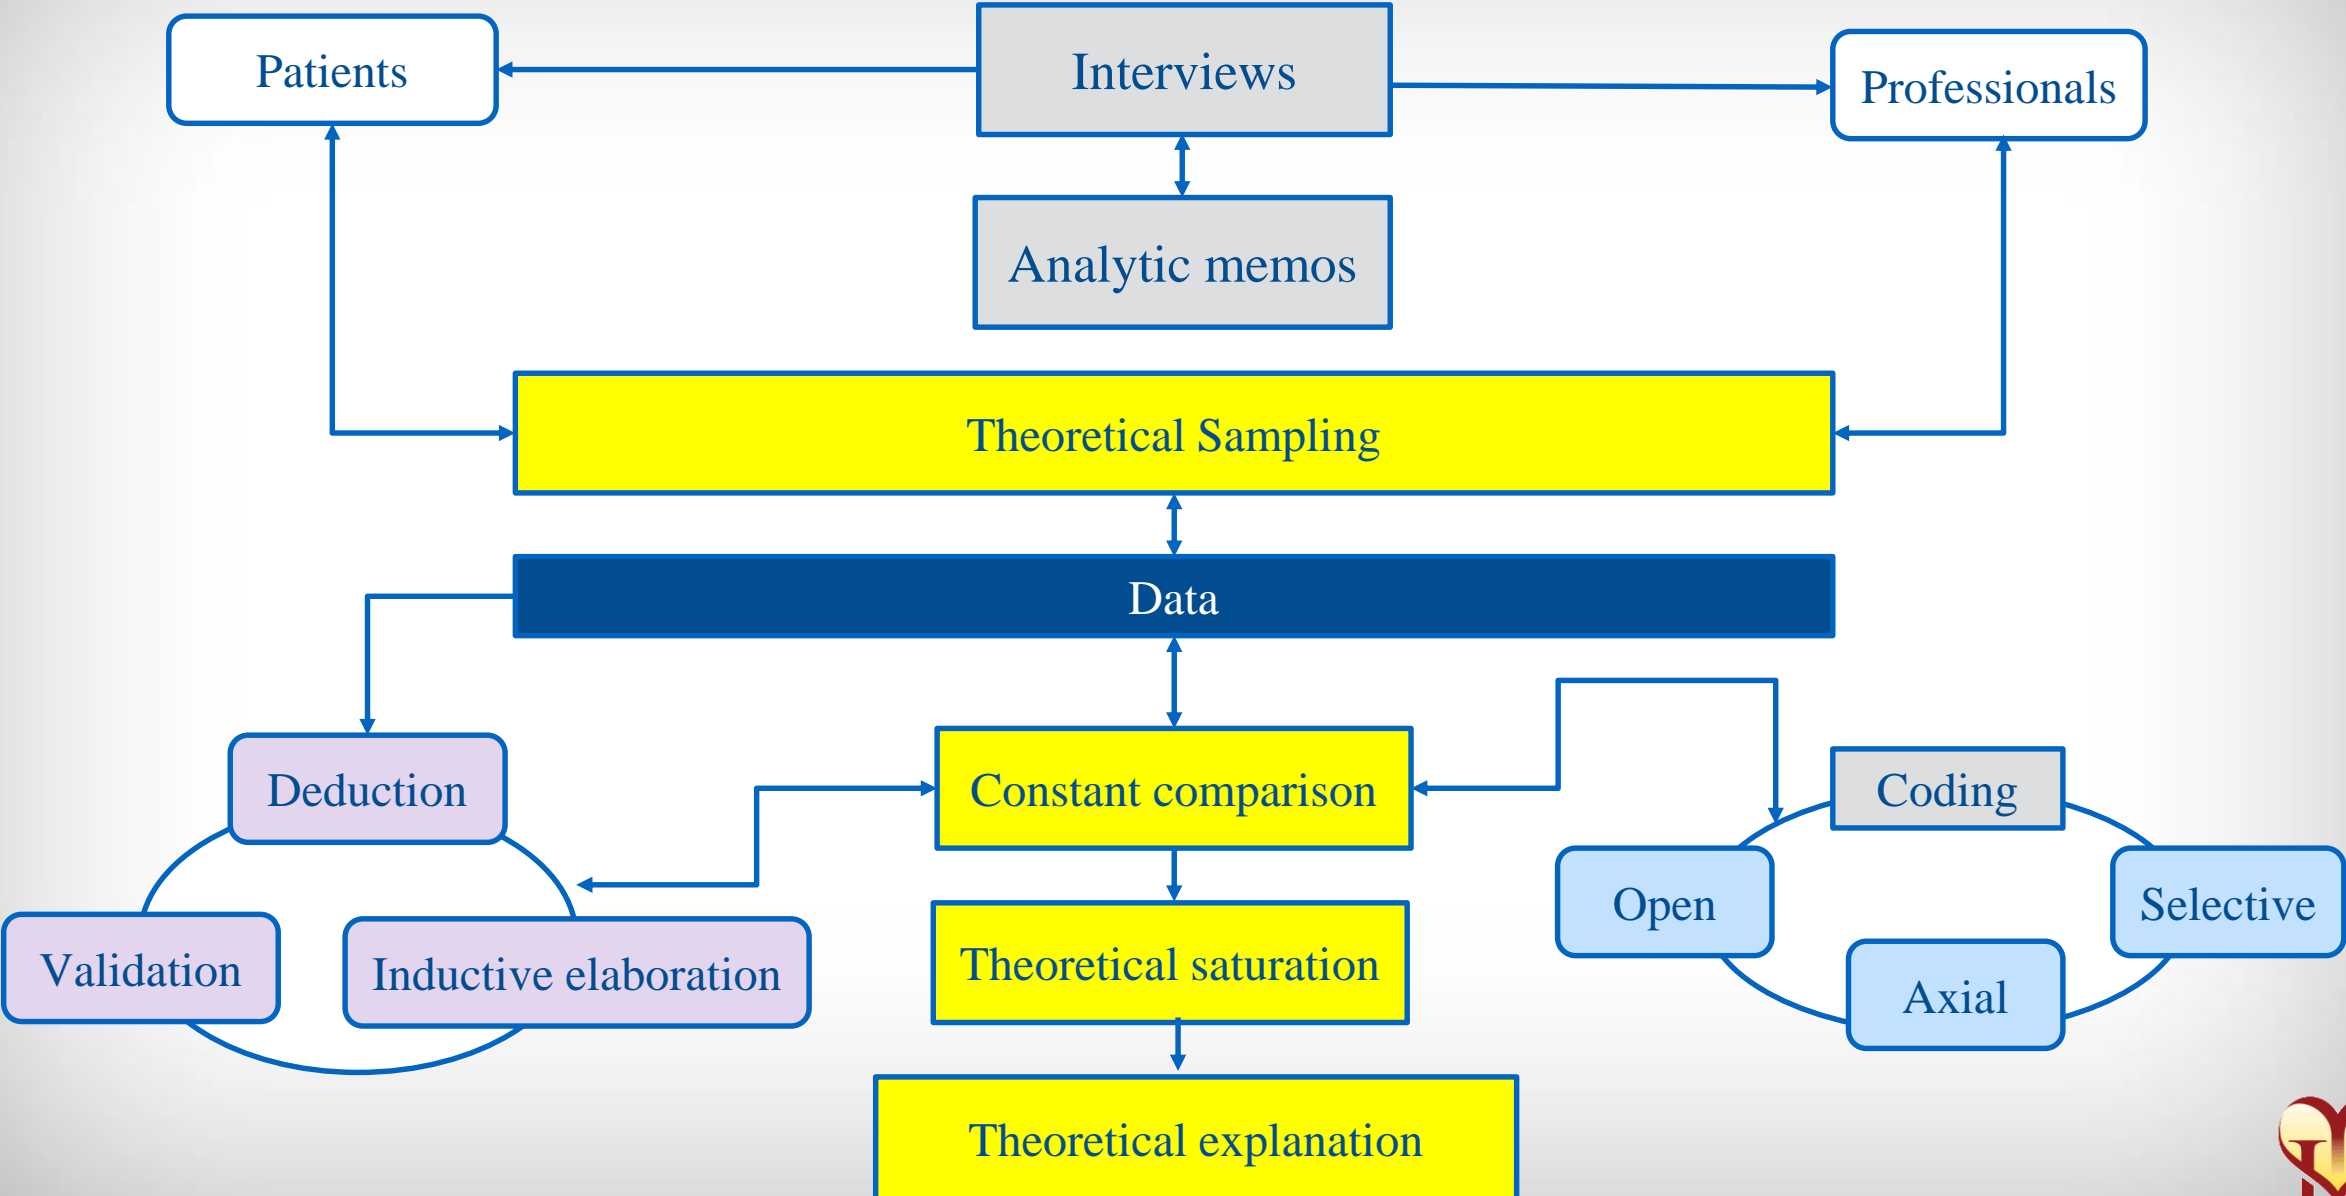 Patients
Interviews
Professionals
Analytic memos
Theoretical Sampling
Data
Deduction
Constant comparison
Coding
Open
Selective
Validation
Inductive elaboration
Theoretical saturation
Axial
Theoretical explanation